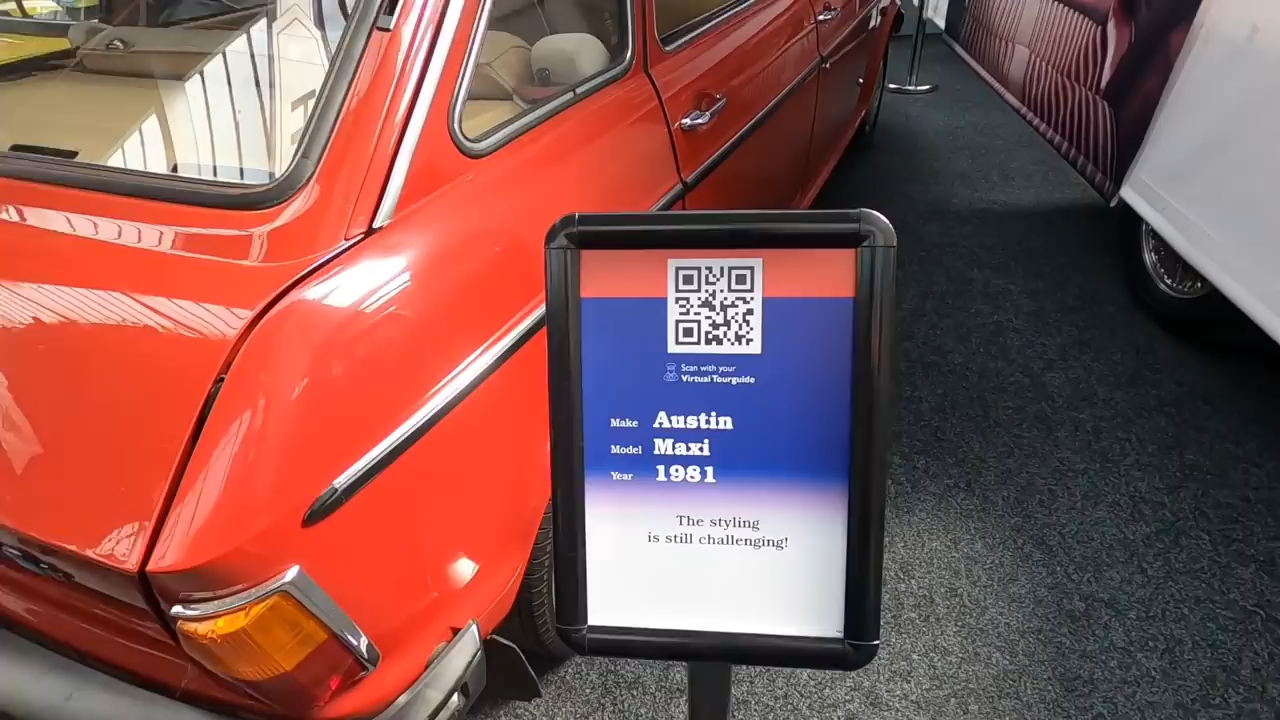 Scan with your
Virtual Tourguide
Make Austin
Model Maxi
Year 1981
The styling
is still challenging!